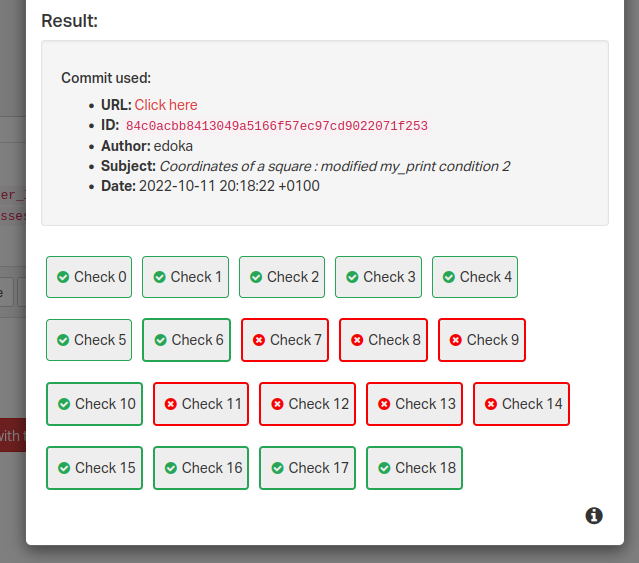 Result:
Commit used:
URL: Click here
ID: 84c0acbb8413049a5166f57ec97cd9022071f253
Author: edoka
Subject: Coordinates of a square : modified my_print condition 2
Date: 2022-10-11 20:18:22 +0100
er_
sses
Check 0 Check 1 Check 2 Check 3 Check 4
e
Check 5 Check 6 Check 7 Check 8 Check 9
Check 10 Check 11 Check 12 Check 13 Check 14
with
Check 15 Check 16 Check 17 Check 18